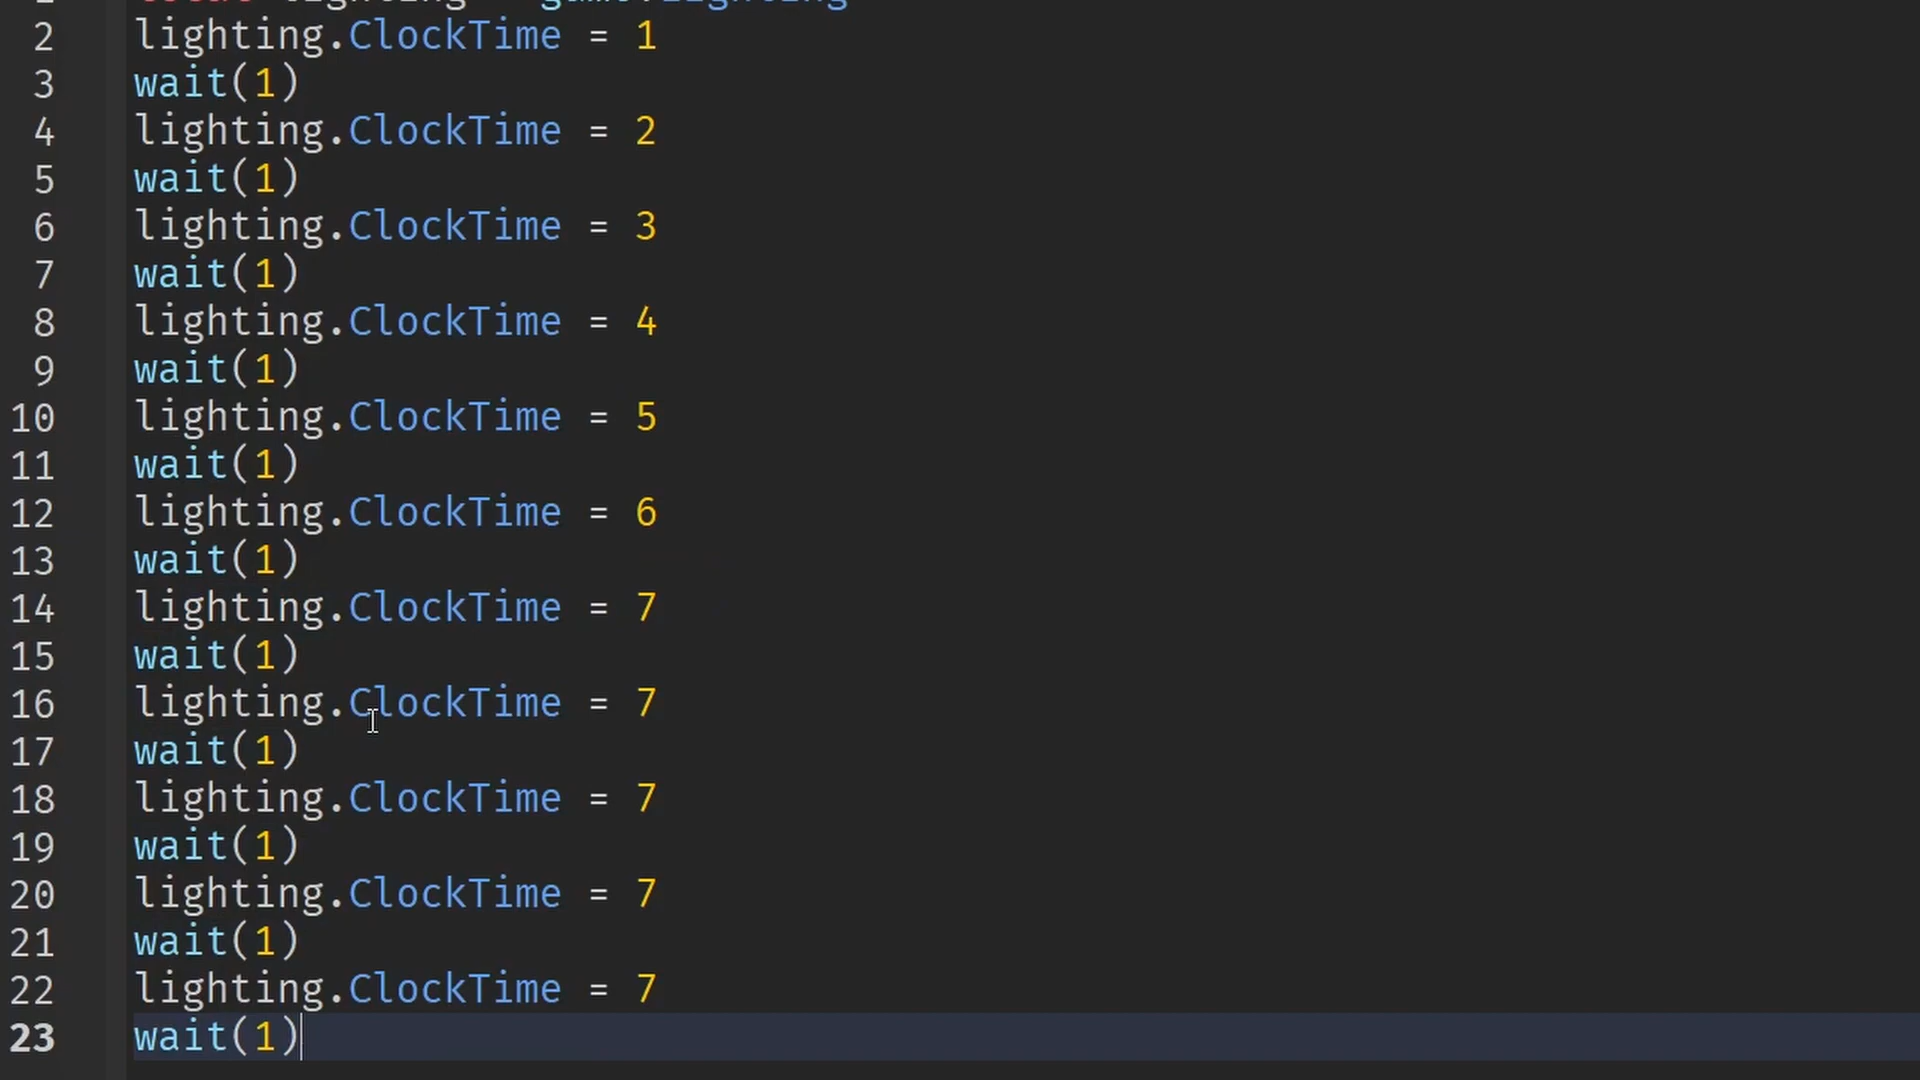 2 lighting.ClockTime = 1
3 wait(1)
4 lighting.ClockTime = 2
5 wait(1)
6 lighting.ClockTime = 3
7 wait(1)
8 lighting.ClockTime = 4
9 wait(1)
10 lighting.ClockTime = 5
11 wait(1)
12 lighting.ClockTime = 6
13 wait(1)
14 lighting.ClockTime = 7
15 wait(1)
16 lighting.ClockTime = 7
17 wait(1)
18 lighting.ClockTime = 7
19 wait(1)
20 lighting.ClockTime = 7
21 wait(1)
22 lighting.ClockTime = 7
23 wait(1)